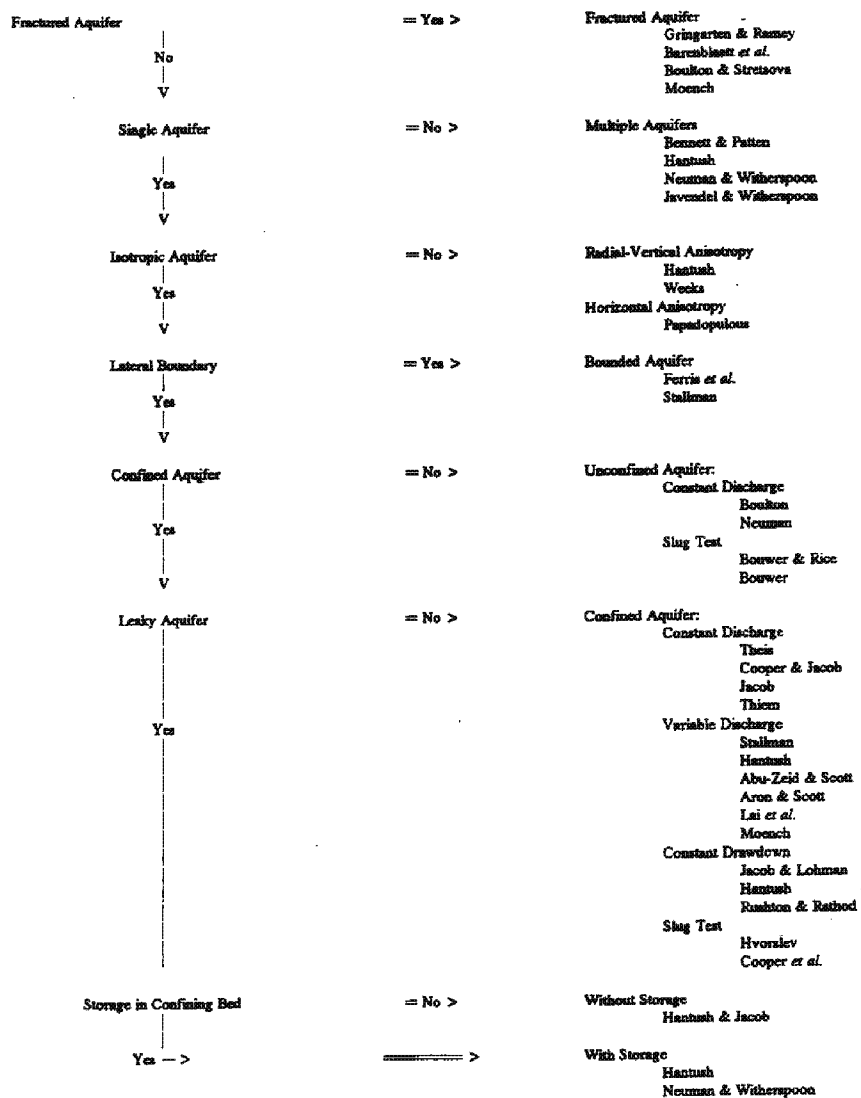 Fractured Aquifer = Yes > Fractured Aquifer
Gringarten & Ramey
Barenblaatt et al.
No
Boulton & Streltsova
V Moench
Single Aquifer = No > Multiple Aquifers
Bennett & Patten
Hantush
Yes Neuman & Witherspoon
Javendel & Witherspoon
V
Isotropic Aquifer = No > Radial-Vertical Anisotropy
Hantush
Yes Weeks
Horizontal Anisotropy
V Papadopulous
Lateral Boundary = Yes > Bounded Aquifer
Ferris et al.
Yes Stallman
V
Confined Aquifer = No > Unconfined Aquifer:
Constant Discharge
Boulton
Yes Neuman
Slug Test
Bouwer & Rice
V Bouwer
Leaky Aquifer = No > Confined Aquifer:
Constant Discharge
Theis
Cooper & Jacob
Jacob
Thiem
Yes Variable Discharge
Stallman
Hantush
Abu-Zeid & Scott
Aron & Scott
Lai et al.
Moench
Constant Drawdown
Jacob & Lohman
Hantush
Rushton & Rathod
Slug Test
Hvorslev
Cooper et al.
Storage in Confining Bed = No > Without Storage
Hantush & Jacob
Yes — > ═══════ > With Storage
Hantush
Neuman & Witherspoon